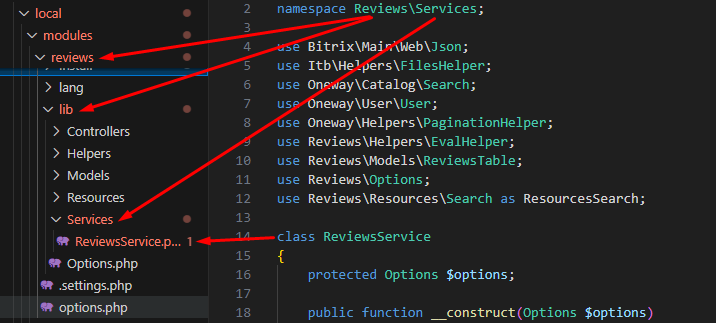 local
modules
reviews
install
lang
lib
Controllers
Helpers
Models
Resources
Services
ReviewsService.p... 1
Options.php
.settings.php
options.php
2 namespace Reviews\Services;
3
4 use Bitrix\Main\Web\Json;
5 use Itb\Helpers\FilesHelper;
6 use Oneway\Catalog\Search;
7 use Oneway\User\User;
8 use Oneway\Helpers\PaginationHelper;
9 use Reviews\Helpers\EvalHelper;
10 use Reviews\Models\ReviewsTable;
11 use Reviews\Options;
12 use Reviews\Resources\Search as ResourcesSearch;
13
14 class ReviewsService
15 {
16 protected Options $options;
17
18 public function __construct(Options $options)